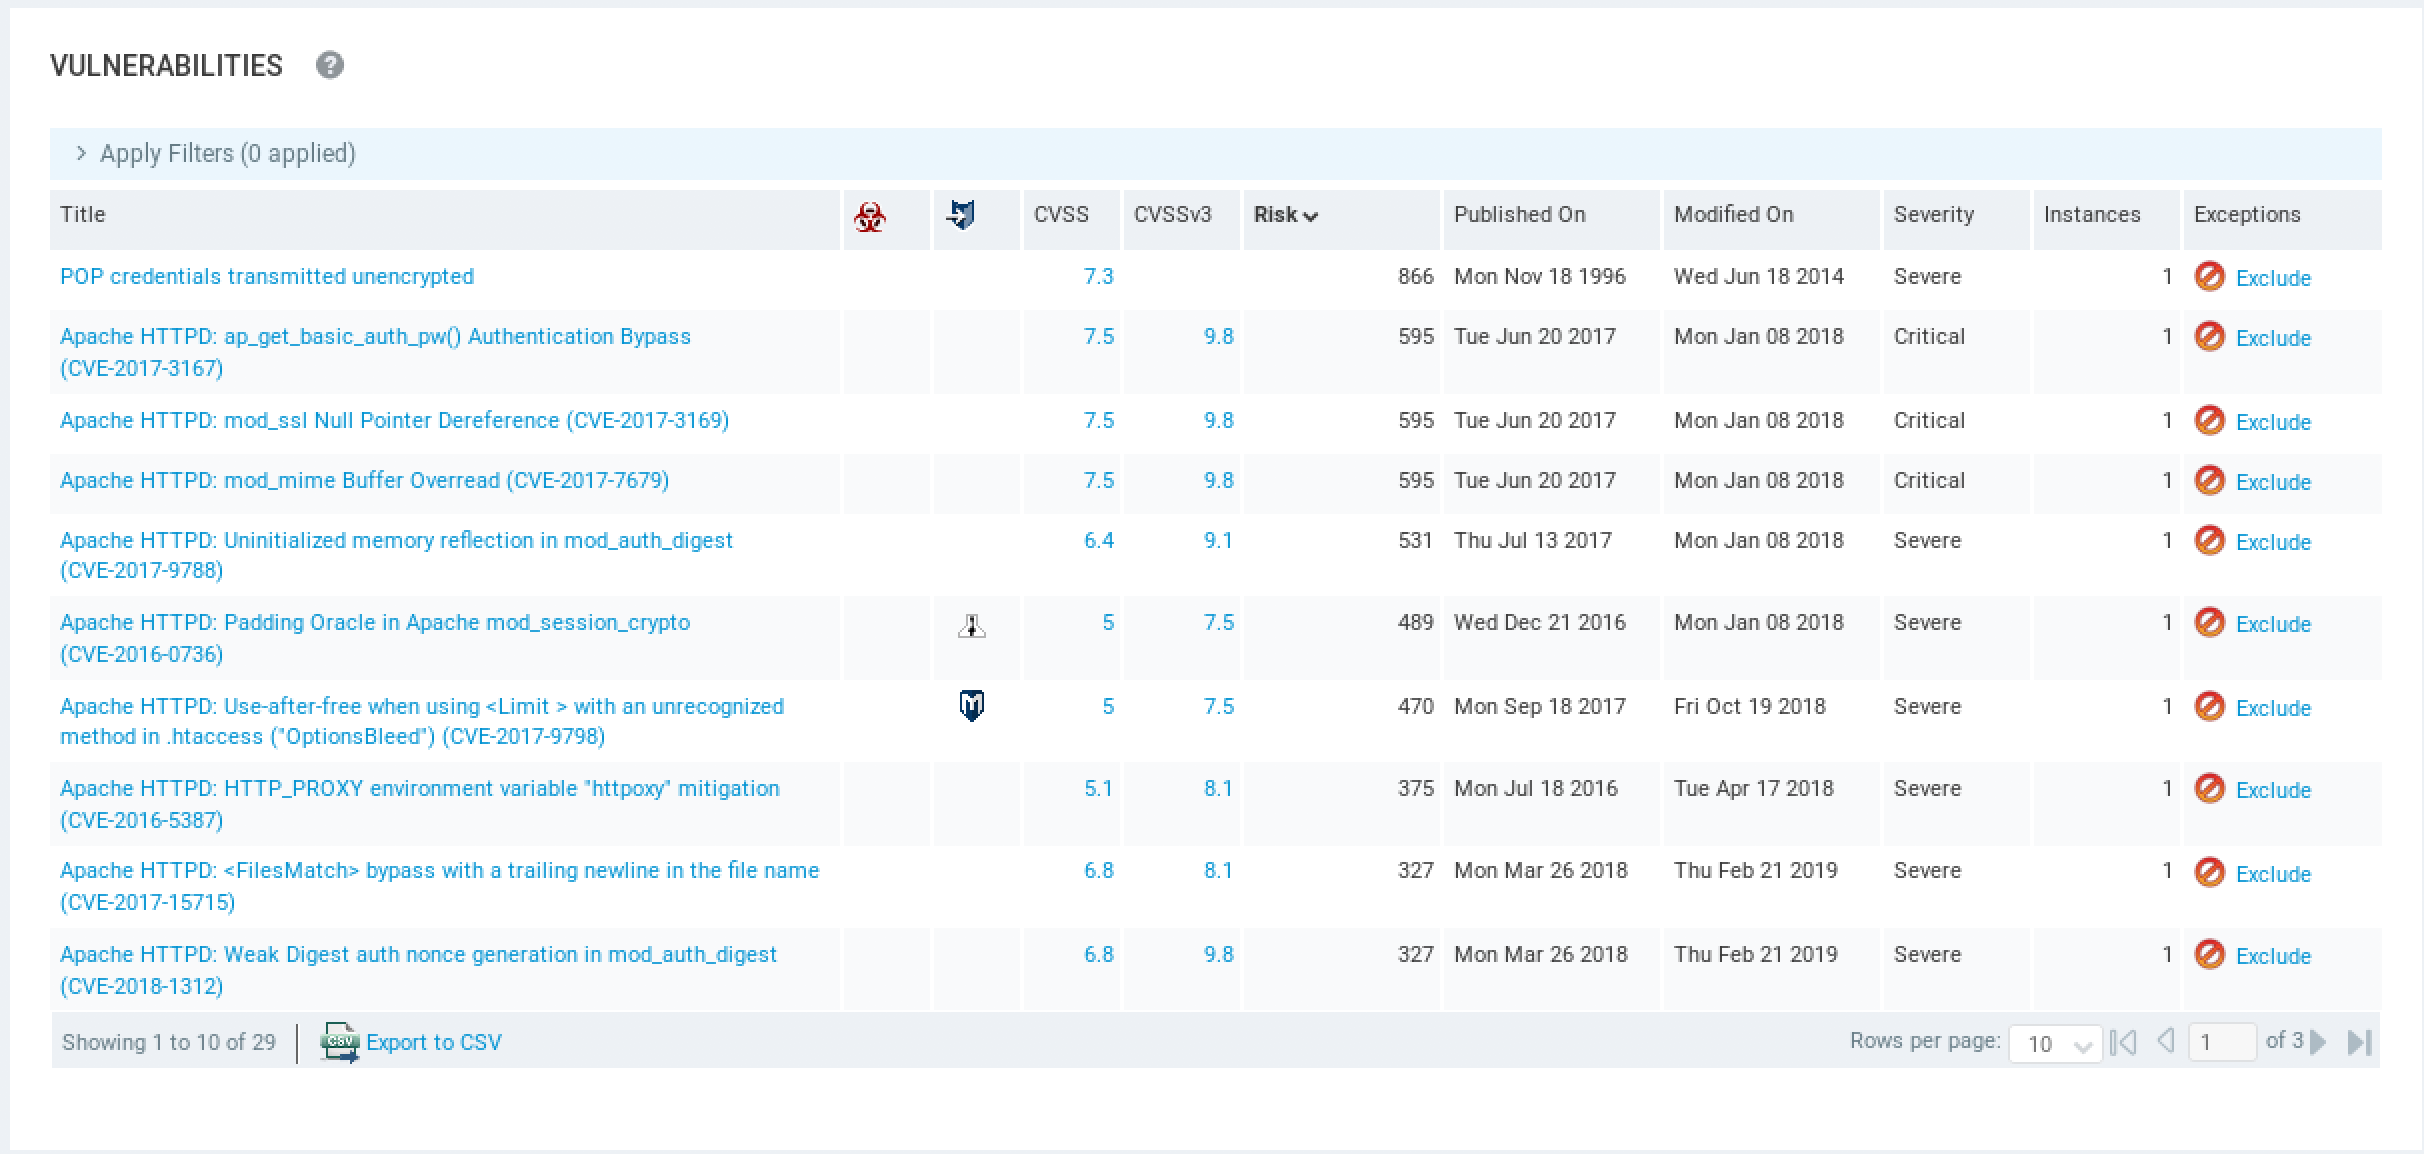 VULNERABILITIES ?
Apply Filters (0 applied)
Title CVSS CVSSv3 Risk Published On Modified On Severity Instances Exceptions
POP credentials transmitted unencrypted 7.3 866 Mon Nov 18 1996 Wed Jun 18 2014 Severe 1 Exclude
Apache HTTPD: ap_get_basic_auth_pw() Authentication Bypass 7.5 9.8 595 Tue Jun 20 2017 Mon Jan 08 2018 Critical 1 Exclude
(CVE-2017-3167)
Apache HTTPD: mod_ssl Null Pointer Dereference (CVE-2017-3169) 7.5 9.8 595 Tue Jun 20 2017 Mon Jan 08 2018 Critical 1 Exclude
Apache HTTPD: mod_mime Buffer Overread (CVE-2017-7679) 7.5 9.8 595 Tue Jun 20 2017 Mon Jan 08 2018 Critical 1 Exclude
Apache HTTPD: Uninitialized memory reflection in mod_auth_digest 6.4 9.1 531 Thu Jul 13 2017 Mon Jan 08 2018 Severe 1 Exclude
(CVE-2017-9788)
Apache HTTPD: Padding Oracle in Apache mod_session_crypto 5 7.5 489 Wed Dec 21 2016 Mon Jan 08 2018 Severe 1 Exclude
(CVE-2016-0736)
Apache HTTPD: Use-after-free when using <Limit > with an unrecognized 5 7.5 470 Mon Sep 18 2017 Fri Oct 19 2018 Severe 1 Exclude
method in .htaccess ("OptionsBleed") (CVE-2017-9798)
Apache HTTPD: HTTP_PROXY environment variable "httpoxy" mitigation 5.1 8.1 375 Mon Jul 18 2016 Tue Apr 17 2018 Severe 1 Exclude
(CVE-2016-5387)
Apache HTTPD: <FilesMatch> bypass with a trailing newline in the file name 6.8 8.1 327 Mon Mar 26 2018 Thu Feb 21 2019 Severe 1 Exclude
(CVE-2017-15715)
Apache HTTPD: Weak Digest auth nonce generation in mod_auth_digest 6.8 9.8 327 Mon Mar 26 2018 Thu Feb 21 2019 Severe 1 Exclude
(CVE-2018-1312)
Showing 1 to 10 of 29 CSV Export to CSV Rows per page: 10 1 of 3